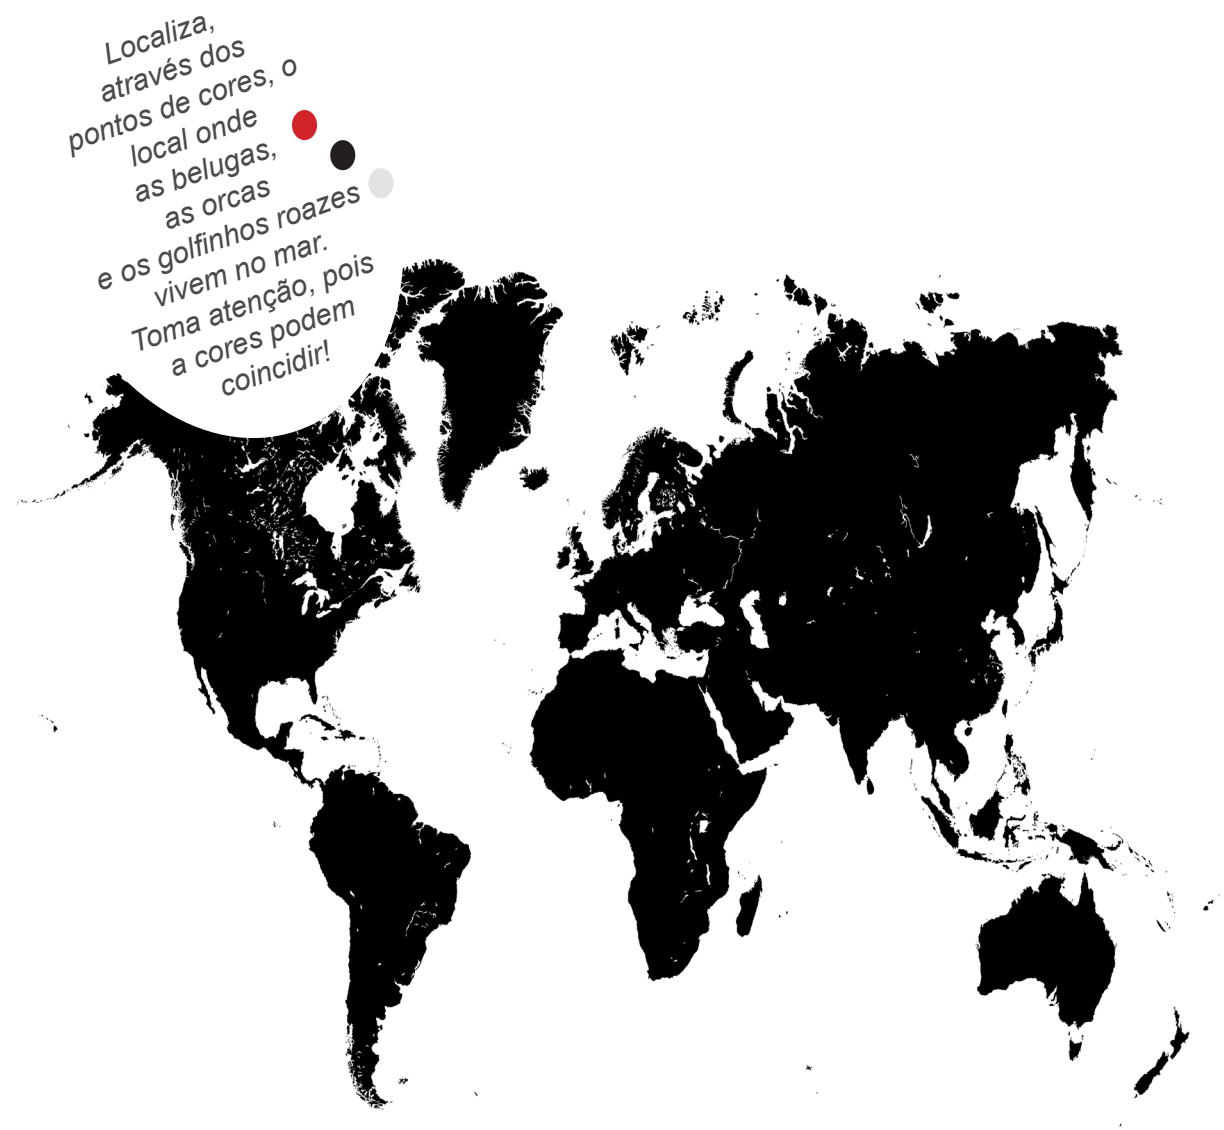 Localiza,
através dos
pontos de cores, o
local onde
as belugas,
as orcas
e os golfinhos roazes
vivem no mar.
Toma atenção, pois
a cores podem
coincidir!